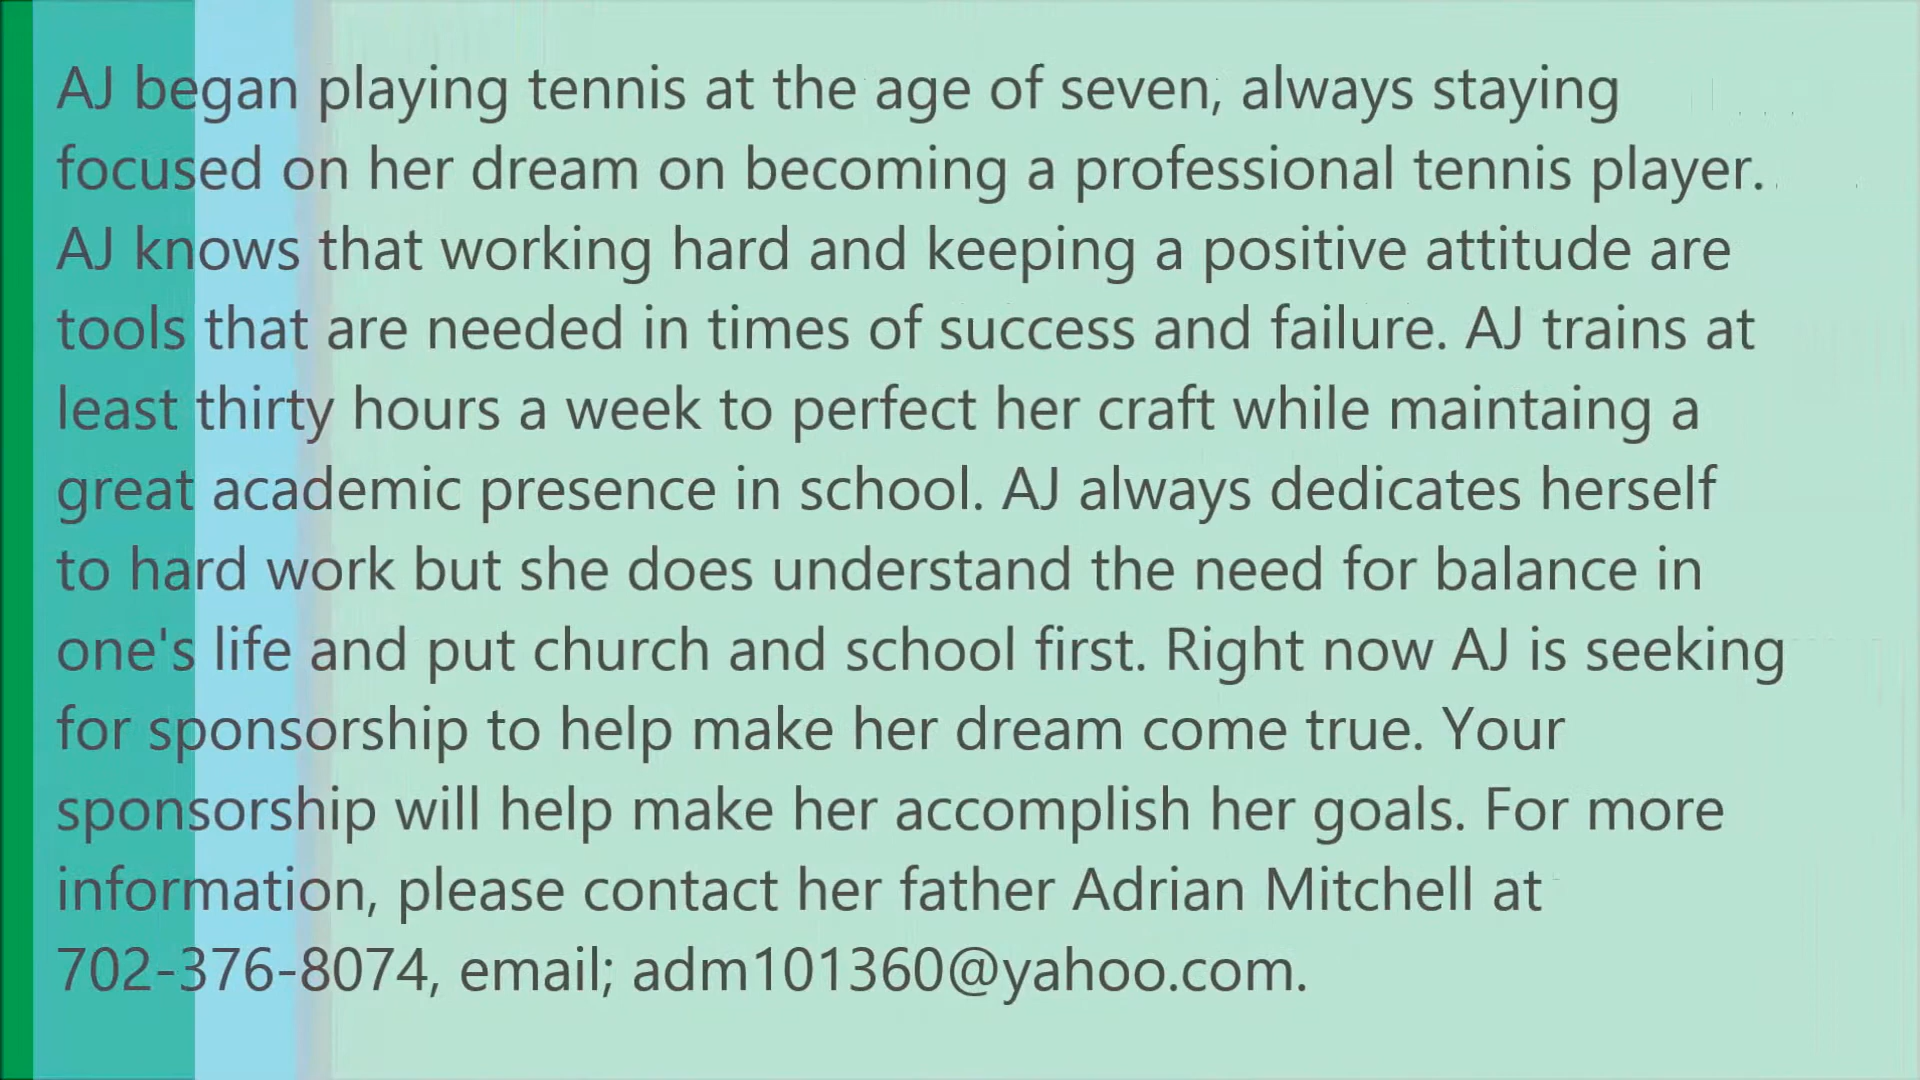 AJ began playing tennis at the age of seven, always staying
focused on her dream on becoming a professional tennis player.
AJ knows that working hard and keeping a positive attitude are
tools that are needed in times of success and failure. AJ trains at
least thirty hours a week to perfect her craft while maintaing a
great academic presence in school. AJ always dedicates herself
to hard work but she does understand the need for balance in
one's life and put church and school first. Right now AJ is seeking
for sponsorship to help make her dream come true. Your
sponsorship will help make her accomplish her goals. For more
information, please contact her father Adrian Mitchell at
702-376-8074, email; adm101360@yahoo.com.